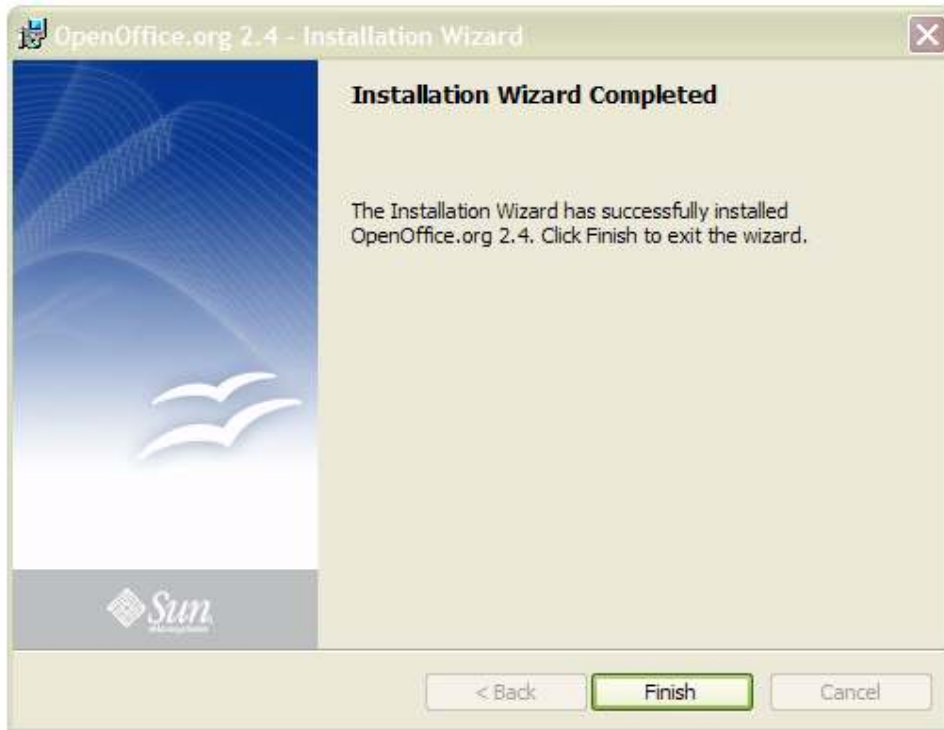 OpenOffice.org 2.4 - Installation Wizard
Installation Wizard Completed
The Installation Wizard has successfully installed
OpenOffice.org 2.4. Click Finish to exit the wizard.
Sun
< Back
Finish
Cancel